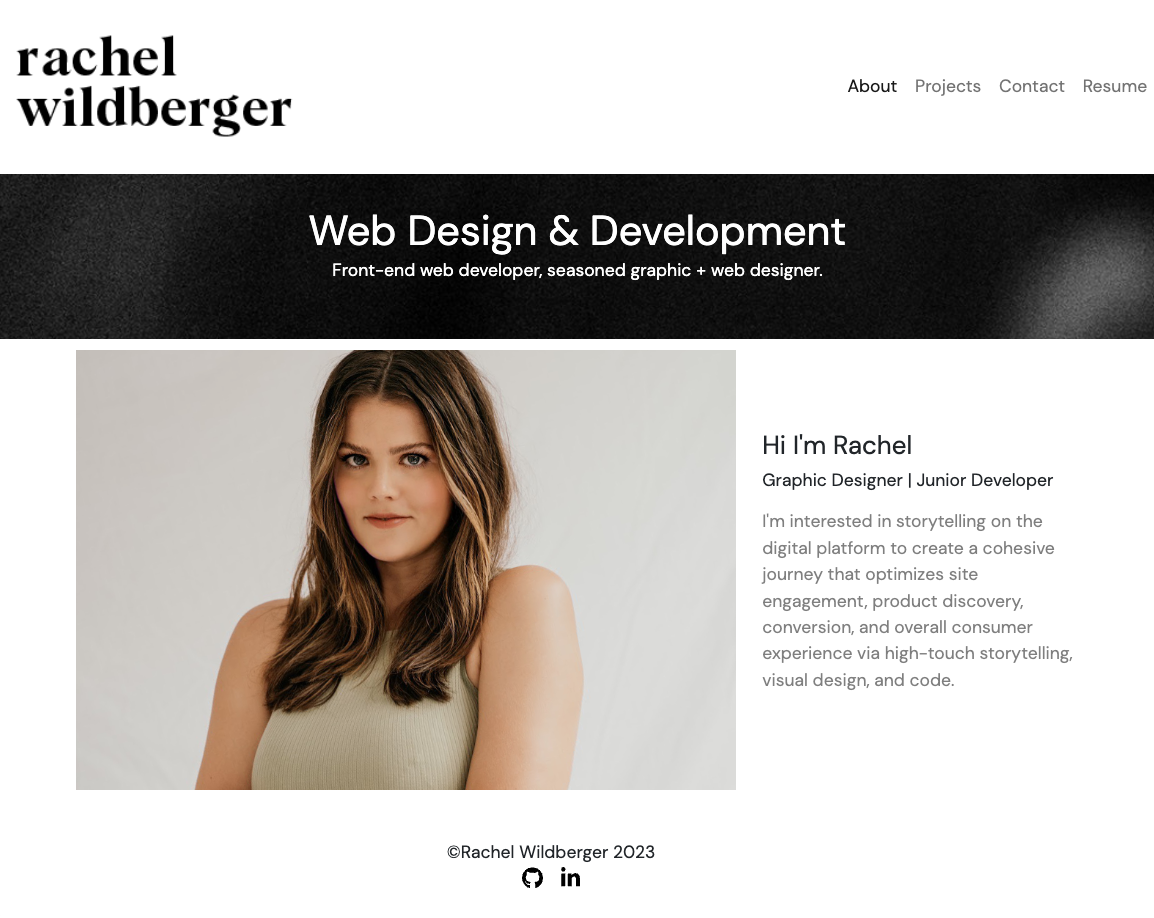 rachel
wildberger
About Projects Contact Resume
Web Design & Development
Front-end web developer, seasoned graphic + web designer.
Hi I'm Rachel
Graphic Designer | Junior Developer
I'm interested in storytelling on the
digital platform to create a cohesive
journey that optimizes site
engagement, product discovery,
conversion, and overall consumer
experience via high-touch storytelling,
visual design, and code.
©Rachel Wildberger 2023
in